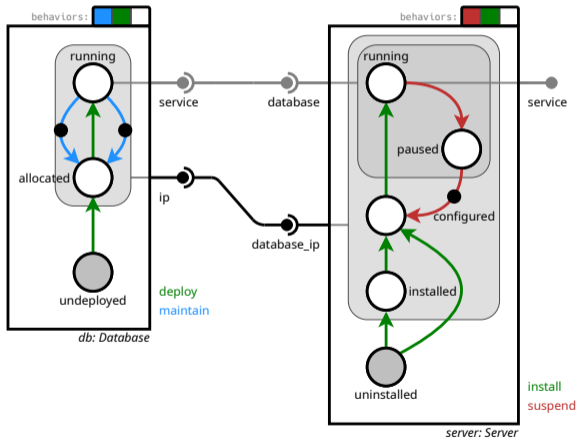 behaviors:
behaviors:
running
running
service
database
service
paused
allocated
ip
configured
database_ip
undeployed
installed
deploy
maintain
db: Database
uninstalled
install
suspend
server: Server